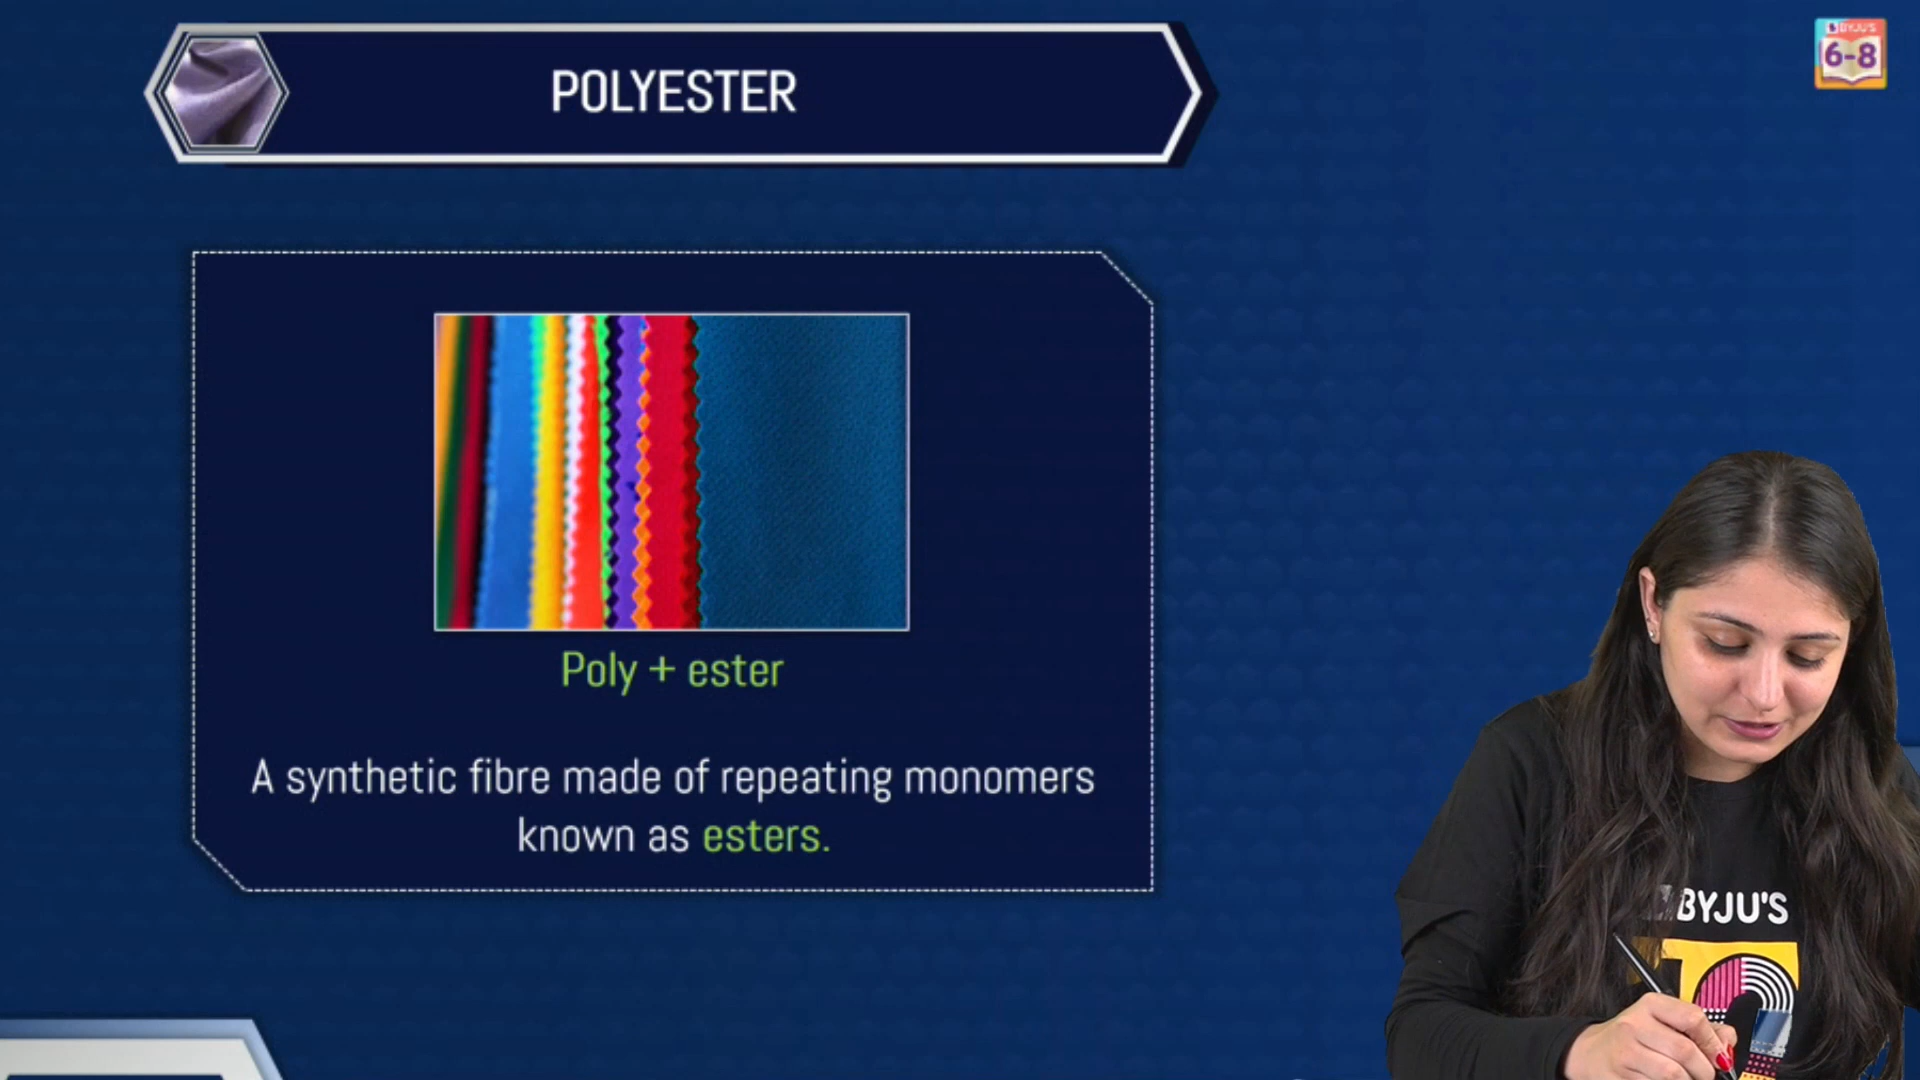 POLYESTER
BYJU'S
6-8
Poly + ester
A synthetic fibre made of repeating monomers
known as esters.
BYJU'S